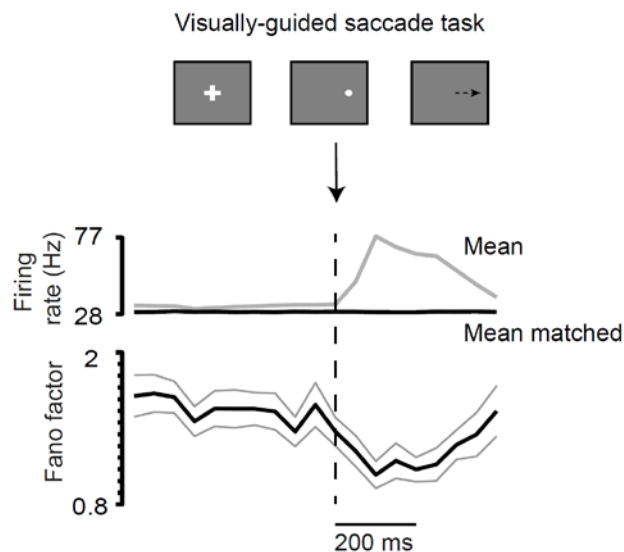 Visually-guided saccade task
77
Mean
Firing
rate (Hz)
28
Mean matched
2
Fano factor
0.8
200 ms